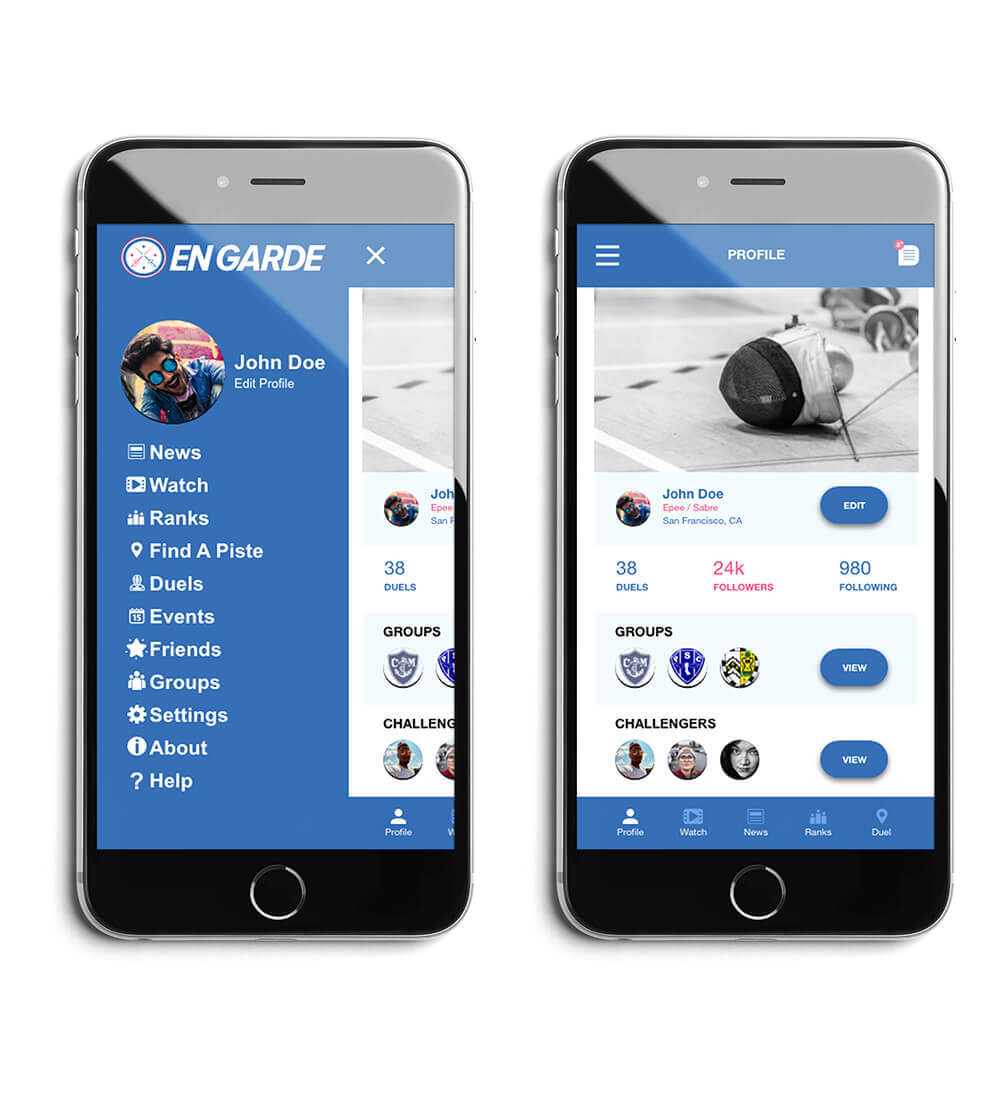 EN GARDE
John Doe
Edit Profile
News
Watch
Ranks
Find A Piste
Duels
15
Events
Friends
Groups
Settings
About
Help
Joh
Epee
San F
38
DUELS
GROUPS
CHALLENG
Profile
W
PROFILE
John Doe
Epee / Sabre
San Francisco, CA
EDIT
38
24k
980
DUELS
FOLLOWERS
FOLLOWING
GROUPS
VIEW
CHALLENGERS
VIEW
Profile
Watch
News
Ranks
Duel